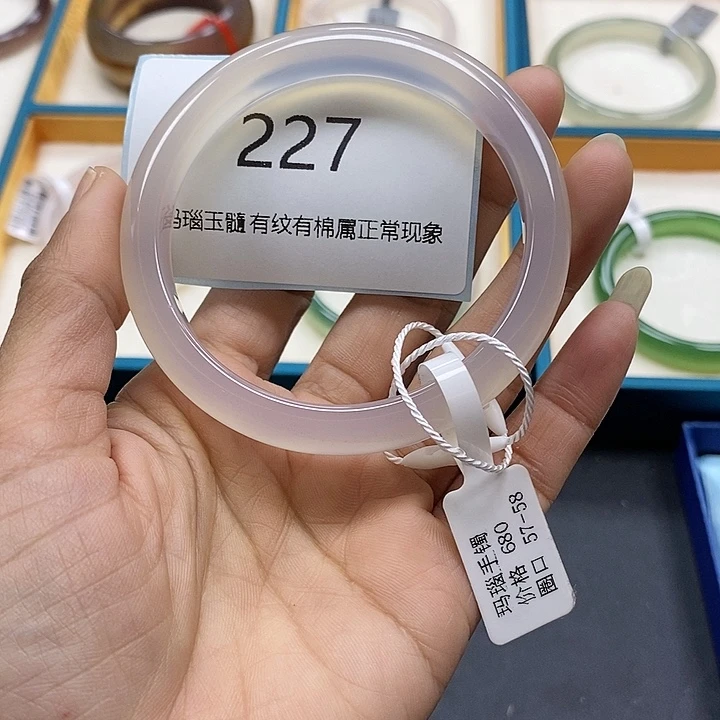 227
玛瑙玉髓 有纹有棉属正常现象
玛瑙手镯
价格 680
圈口 57-58